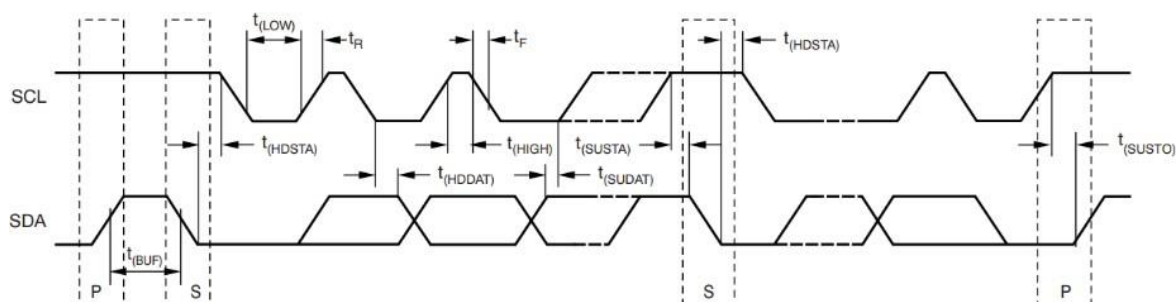 t(LOW)
tR
tF
t(HDSTA)
SCL
t(HDSTA)
t(HIGH)
t(SUSTA)
t(SUSTO)
t(HDDAT)
t(SUDAT)
SDA
t(BUF)
P
S
S
P